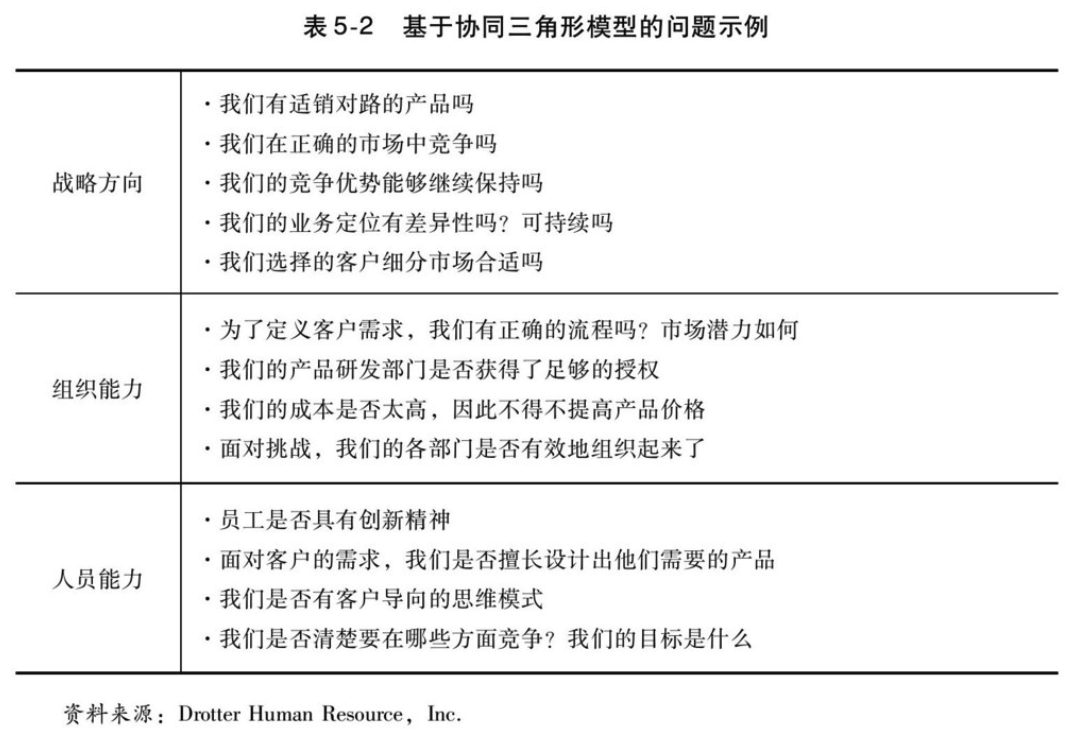 表 5-2 基于协同三角形模型的问题示例
战略方向
·我们有适销对路的产品吗
·我们在正确的市场中竞争吗
·我们的竞争优势能够继续保持吗
·我们的业务定位有差异性吗？可持续吗
·我们选择的客户细分市场合适吗
组织能力
·为了定义客户需求，我们有正确的流程吗？市场潜力如何
·我们的产品研发部门是否获得了足够的授权
·我们的成本是否太高，因此不得不提高产品价格
·面对挑战，我们的各部门是否有效地组织起来了
人员能力
·员工是否具有创新精神
·面对客户的需求，我们是否擅长设计出他们需要的产品
·我们是否有客户导向的思维模式
·我们是否清楚要在哪些方面竞争？我们的目标是什么
资料来源：Drotter Human Resource，Inc.